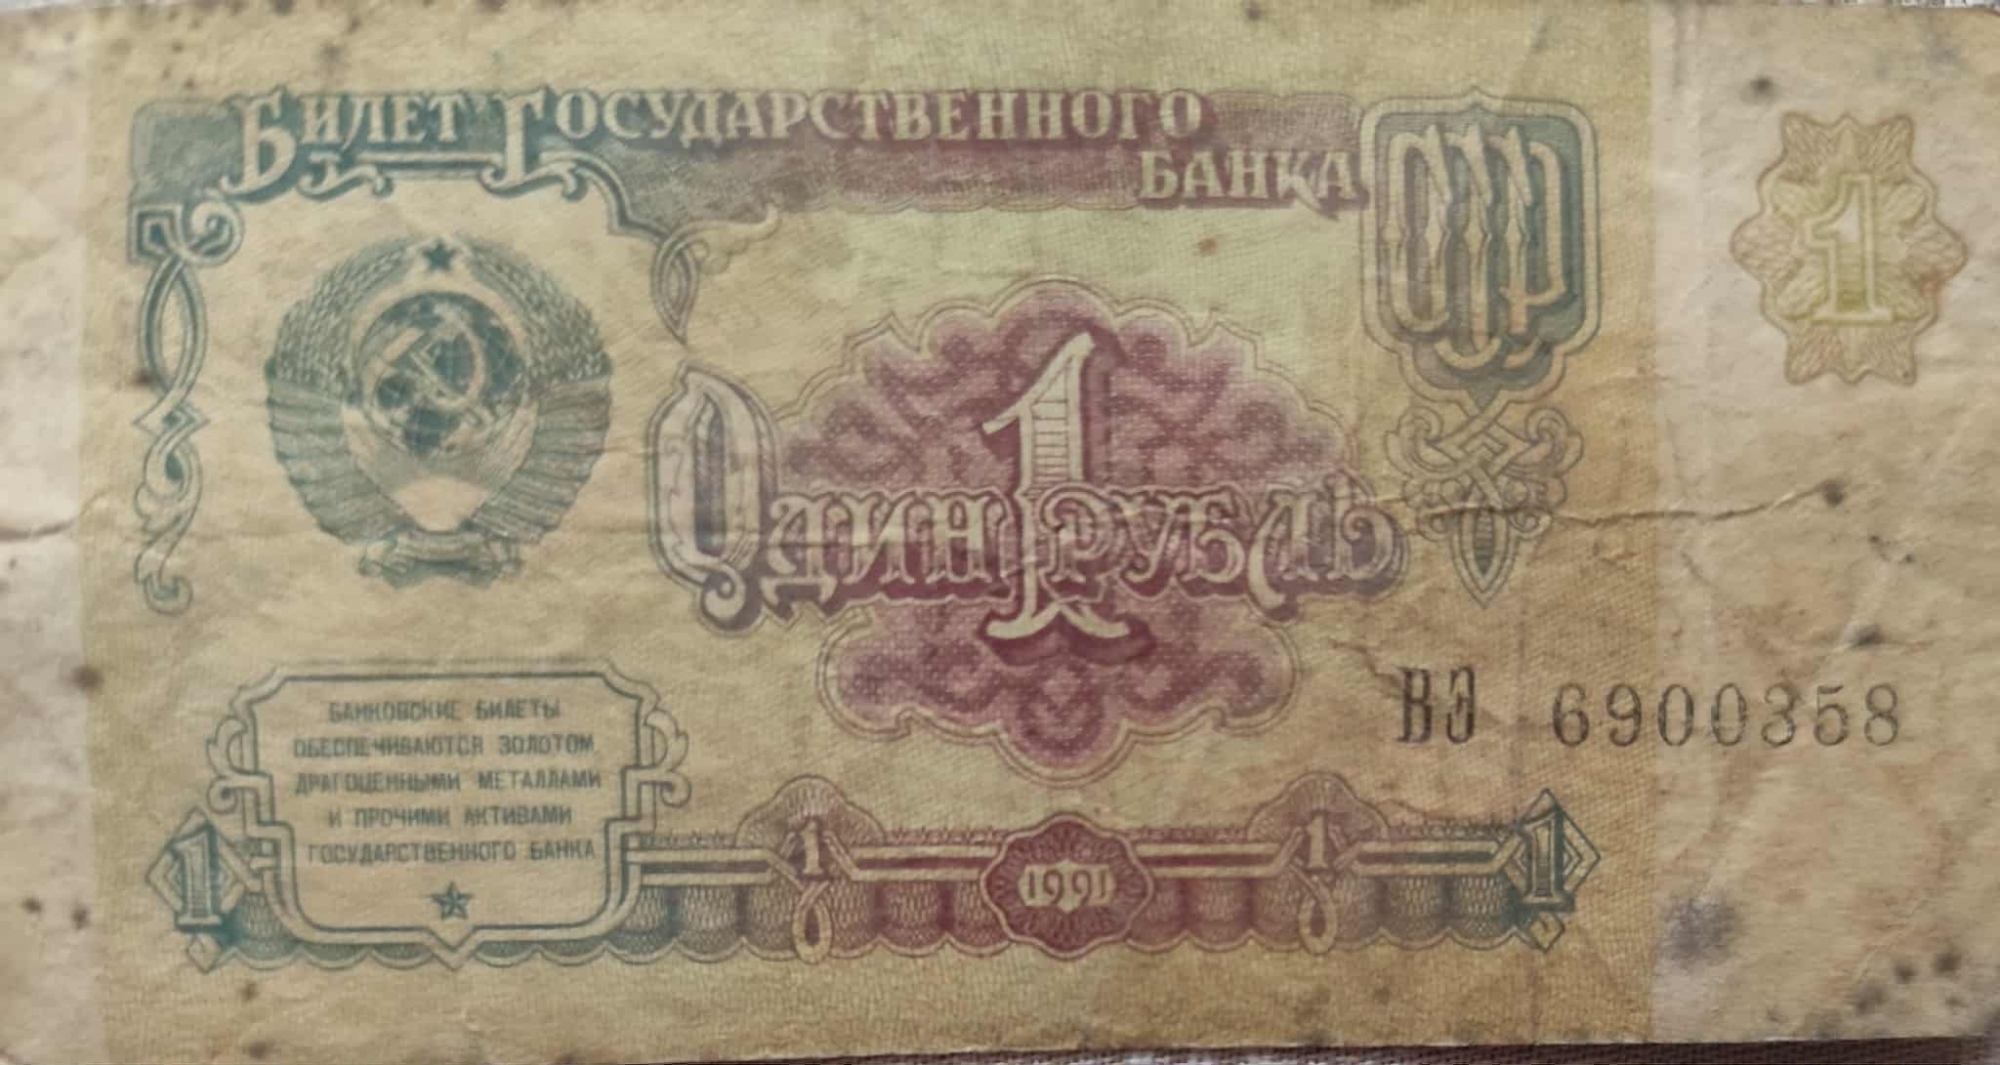 Билет Государственного
Банка СССР
1
Один рубль
1
Банковские билеты
обеспечиваются золотом,
драгоценными металлами
и прочими активами
Государственного банка
ВЭ 6900358
1
1
1991
1
1